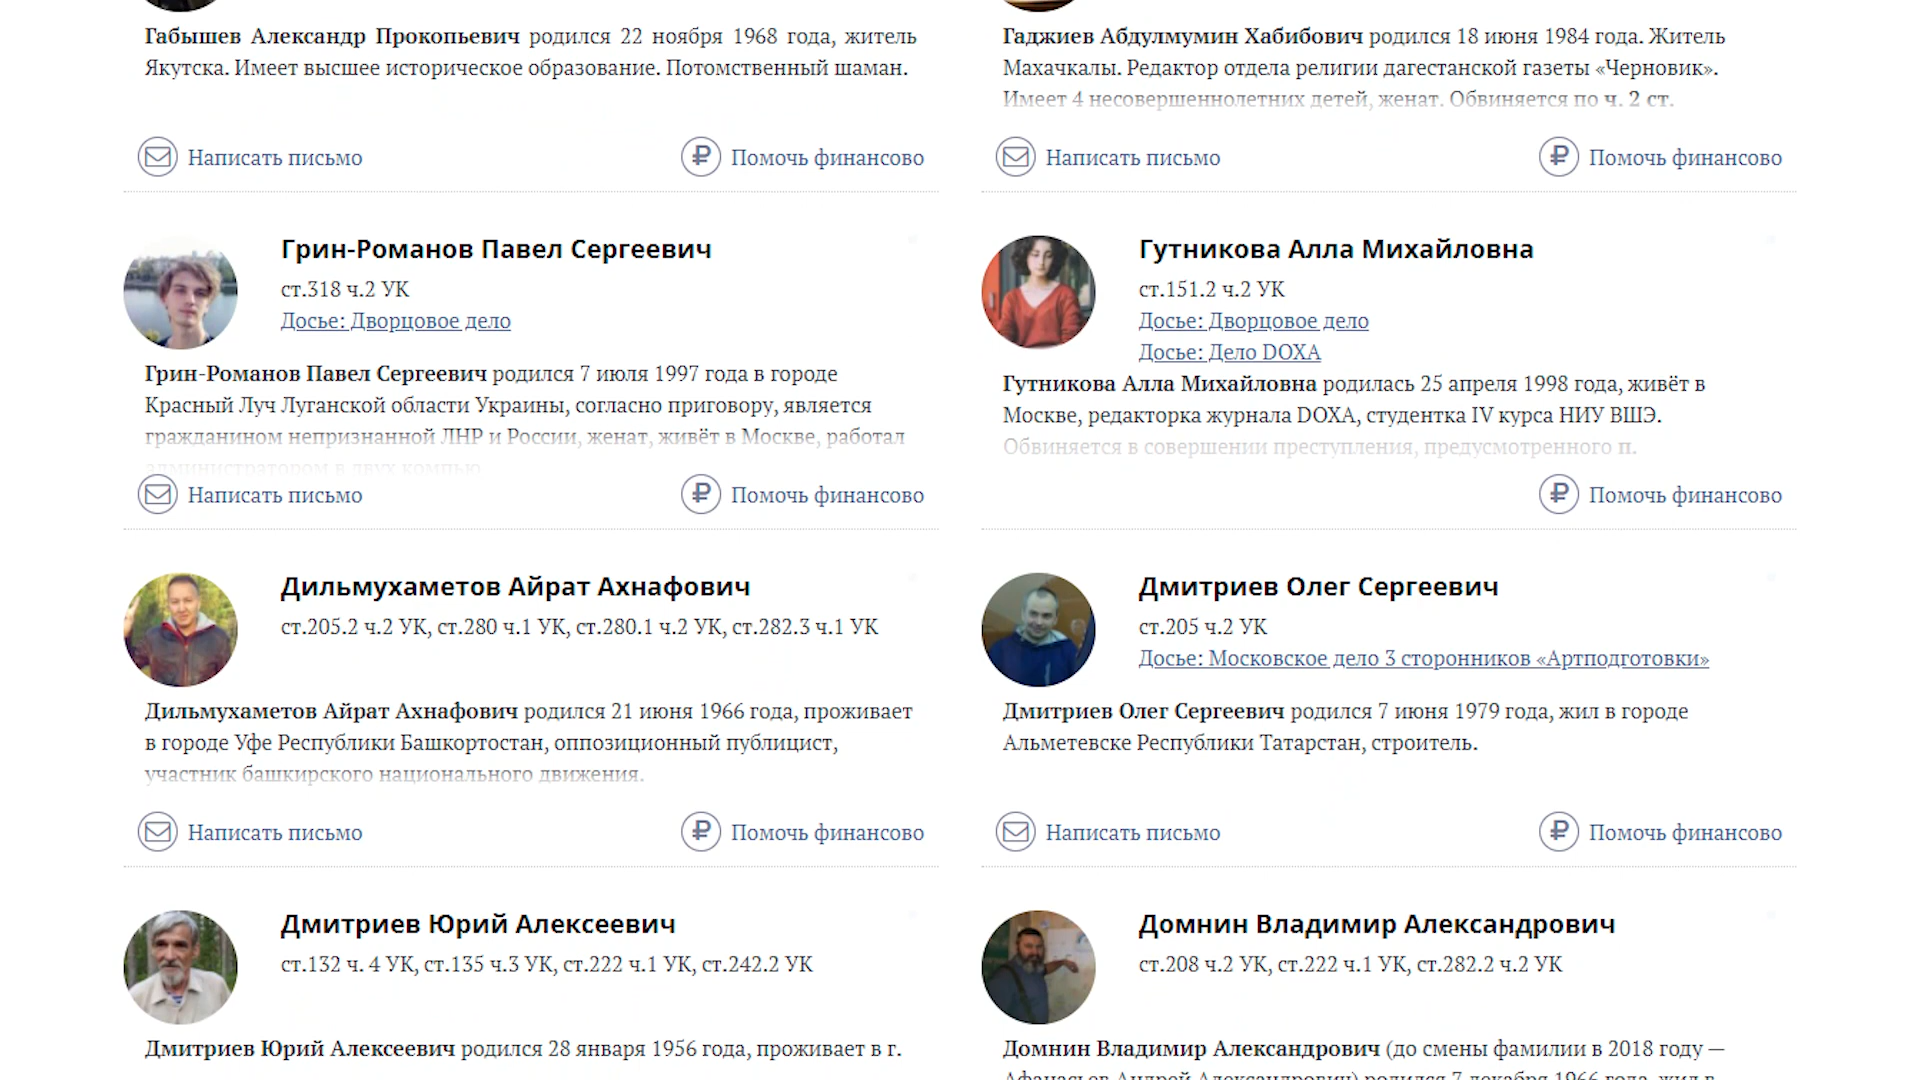 Габышев Александр Прокопьевич родился 22 ноября 1968 года, житель
Якутска. Имеет высшее историческое образование. Потомственный шаман.
Написать письмо
Помочь финансово
Гаджиев Абдулмумин Хабибович родился 18 июня 1984 года. Житель
Махачкалы. Редактор отдела религии дагестанской газеты «Черновик».
Имеет 4 несовершеннолетних детей, женат. Обвиняется по ч. 2 ст.
Написать письмо
Помочь финансово
Грин-Романов Павел Сергеевич
ст.318 ч.2 УК
Досье: Дворцовое дело
Грин-Романов Павел Сергеевич родился 7 июля 1997 года в городе
Красный Луч Луганской области Украины, согласно приговору, является
гражданином непризнанной ЛНР и России, женат, живёт в Москве, работал
администратором в двух компью
Написать письмо
Помочь финансово
Гутникова Алла Михайловна
ст.151.2 ч.2 УК
Досье: Дворцовое дело
Досье: Дело DOXA
Гутникова Алла Михайловна родилась 25 апреля 1998 года, живёт в
Москве, редакторка журнала DOXA, студентка IV курса НИУ ВШЭ.
Обвиняется в совершении преступления, предусмотренного п.
Помочь финансово
Дильмухаметов Айрат Ахнафович
ст.205.2 ч.2 УК, ст.280 ч.1 УК, ст.280.1 ч.2 УК, ст.282.3 ч.1 УК
Дильмухаметов Айрат Ахнафович родился 21 июня 1966 года, проживает
в городе Уфе Республики Башкортостан, оппозиционный публицист,
участник башкирского национального движения.
Написать письмо
Помочь финансово
Дмитриев Олег Сергеевич
ст.205 ч.2 УК
Досье: Московское дело 3 сторонников «Артподготовки»
Дмитриев Олег Сергеевич родился 7 июня 1979 года, жил в городе
Альметевске Республики Татарстан, строитель.
Написать письмо
Помочь финансово
Дмитриев Юрий Алексеевич
ст.132 ч. 4 УК, ст.135 ч.3 УК, ст.222 ч.1 УК, ст.242.2 УК
Дмитриев Юрий Алексеевич родился 28 января 1956 года, проживает в г.
Домнин Владимир Александрович
ст.208 ч.2 УК, ст.222 ч.1 УК, ст.282.2 ч.2 УК
Домнин Владимир Александрович (до смены фамилии в 2018 году —
Афанасьев Андрей Александрович) родился 7 декабря 1966 года, жил в